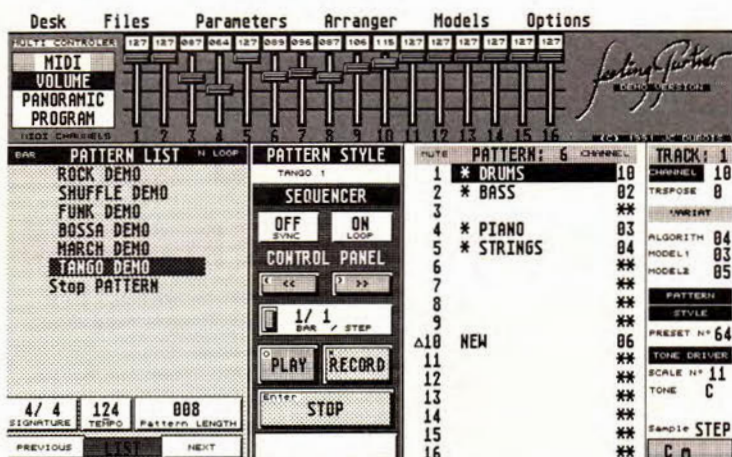 Desk Files Parameters Arranger Models Options
MULTI CONTROLER 127 127 087 064 127 089 096 087 106 115 127 127 127 127 127 127
MIDI
VOLUME
PANORAMIC
PROGRAM
MIDI CHANNELS 1 2 3 4 5 6 7 8 9 10 11 12 13 14 15 16
Feeling Partner
DEMO VERSION
(C) 1991 JC DUBOIS
BAR PATTERN LIST N LOOP
ROCK DEMO
SHUFFLE DEMO
FUNK DEMO
BOSSA DEMO
MARCH DEMO
TANGO DEMO
Stop PATTERN
4/ 4 124 008
SIGNATURE TEMPO Pattern LENGTH
PREVIOUS LIST NEXT
PATTERN STYLE
TANGO 1
SEQUENCER
OFF ON
SYNC LOOP
CONTROL PANEL
( << ) >>
1/ 1
BAR / STEP
PLAY RECORD
Enter
STOP
MUTE PATTERN: 6 CHANNEL
1 * DRUMS 10
2 * BASS 02
3 **
4 * PIANO 03
5 * STRINGS 04
6 **
7 **
8 **
9 **
Δ10 NEW 06
11 **
12 **
13 **
14 **
15 **
16 **
TRACK: 1
CHANNEL 10
TRSPOSE 0
VARIAT
ALGORITH 04
MODEL1 03
MODEL2 05
PATTERN
STYLE
PRESET N° 64
TONE DRIVER
SCALE N° 11
TONE C
Sample STEP
C m